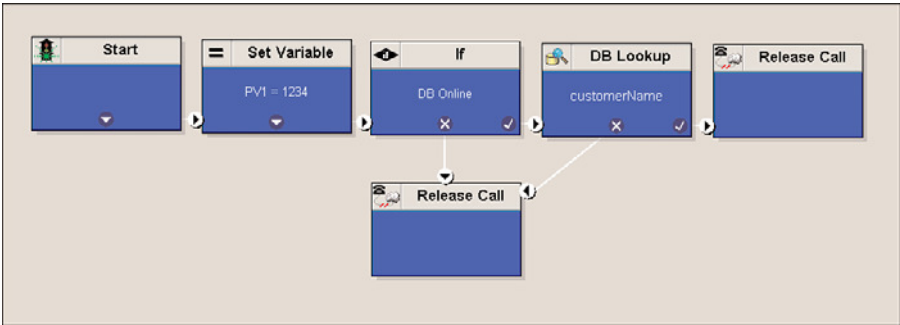 Start
Set Variable
PV1 = 1234
If
DB Online
DB Lookup
customerName
Release Call
Release Call